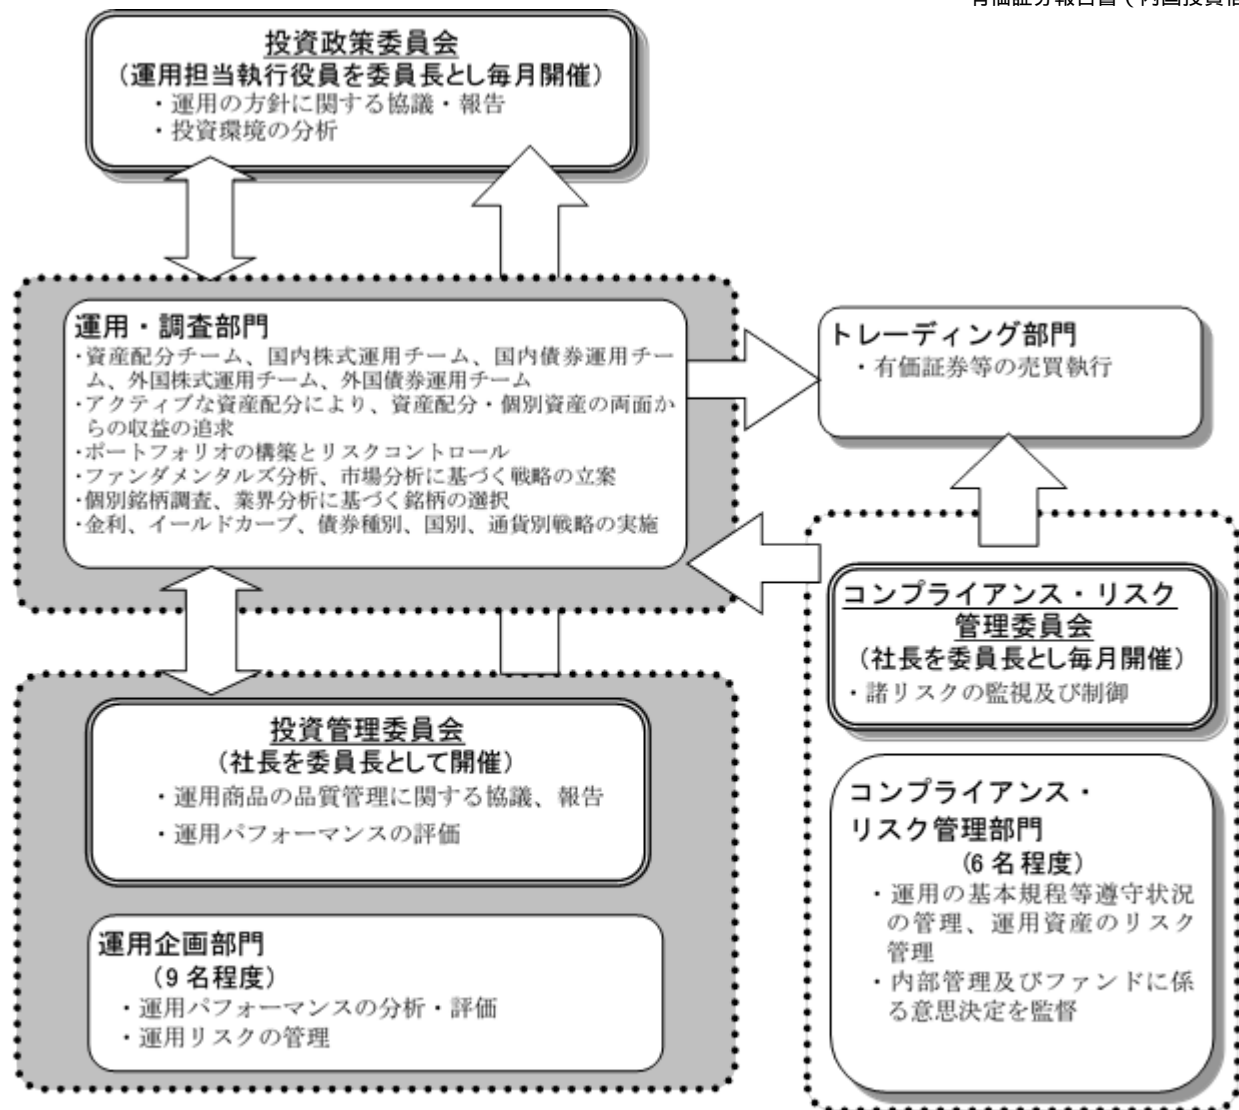 投資政策委員会
(運用担当執行役員を委員長とし毎月開催)
・運用の方針に関する協議・報告
・投資環境の分析
運用・調査部門
・資産配分チーム、国内株式運用チーム、国内債券運用チー
ム、外国株式運用チーム、外国債券運用チーム
・アクティブな資産配分により、資産配分・個別資産の両面か
らの収益の追求
・ポートフォリオの構築とリスクコントロール
・ファンダメンタルズ分析、市場分析に基づく戦略の立案
・個別銘柄調査、業界分析に基づく銘柄の選択
・金利、イールドカーブ、債券種別、国別、通貨別戦略の実施
トレーディング部門
・有価証券等の売買執行
コンプライアンス・リスク
管理委員会
(社長を委員長とし毎月開催)
・諸リスクの監視及び制御
投資管理委員会
(社長を委員長として開催)
・運用商品の品質管理に関する協議、報告
・運用パフォーマンスの評価
コンプライアンス・
リスク管理部門
(6名程度)
・運用の基本規程等遵守状況
の管理、運用資産のリスク
管理
・内部管理及びファンドに係
る意思決定を監督
運用企画部門
(9名程度)
・運用パフォーマンスの分析・評価
・運用リスクの管理